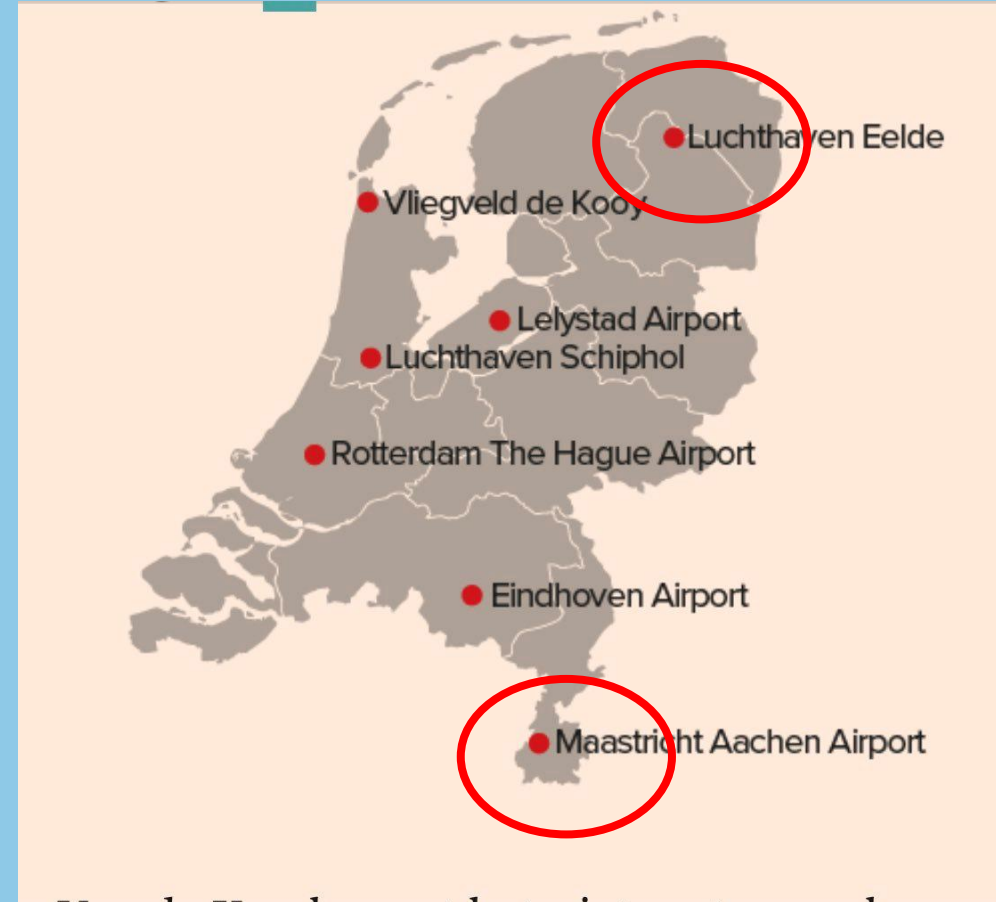 Luchthaven Eelde
Vliegveld de Kooy
Lelystad Airport
Luchthaven Schiphol
Rotterdam The Hague Airport
Eindhoven Airport
Maastricht Aachen Airport